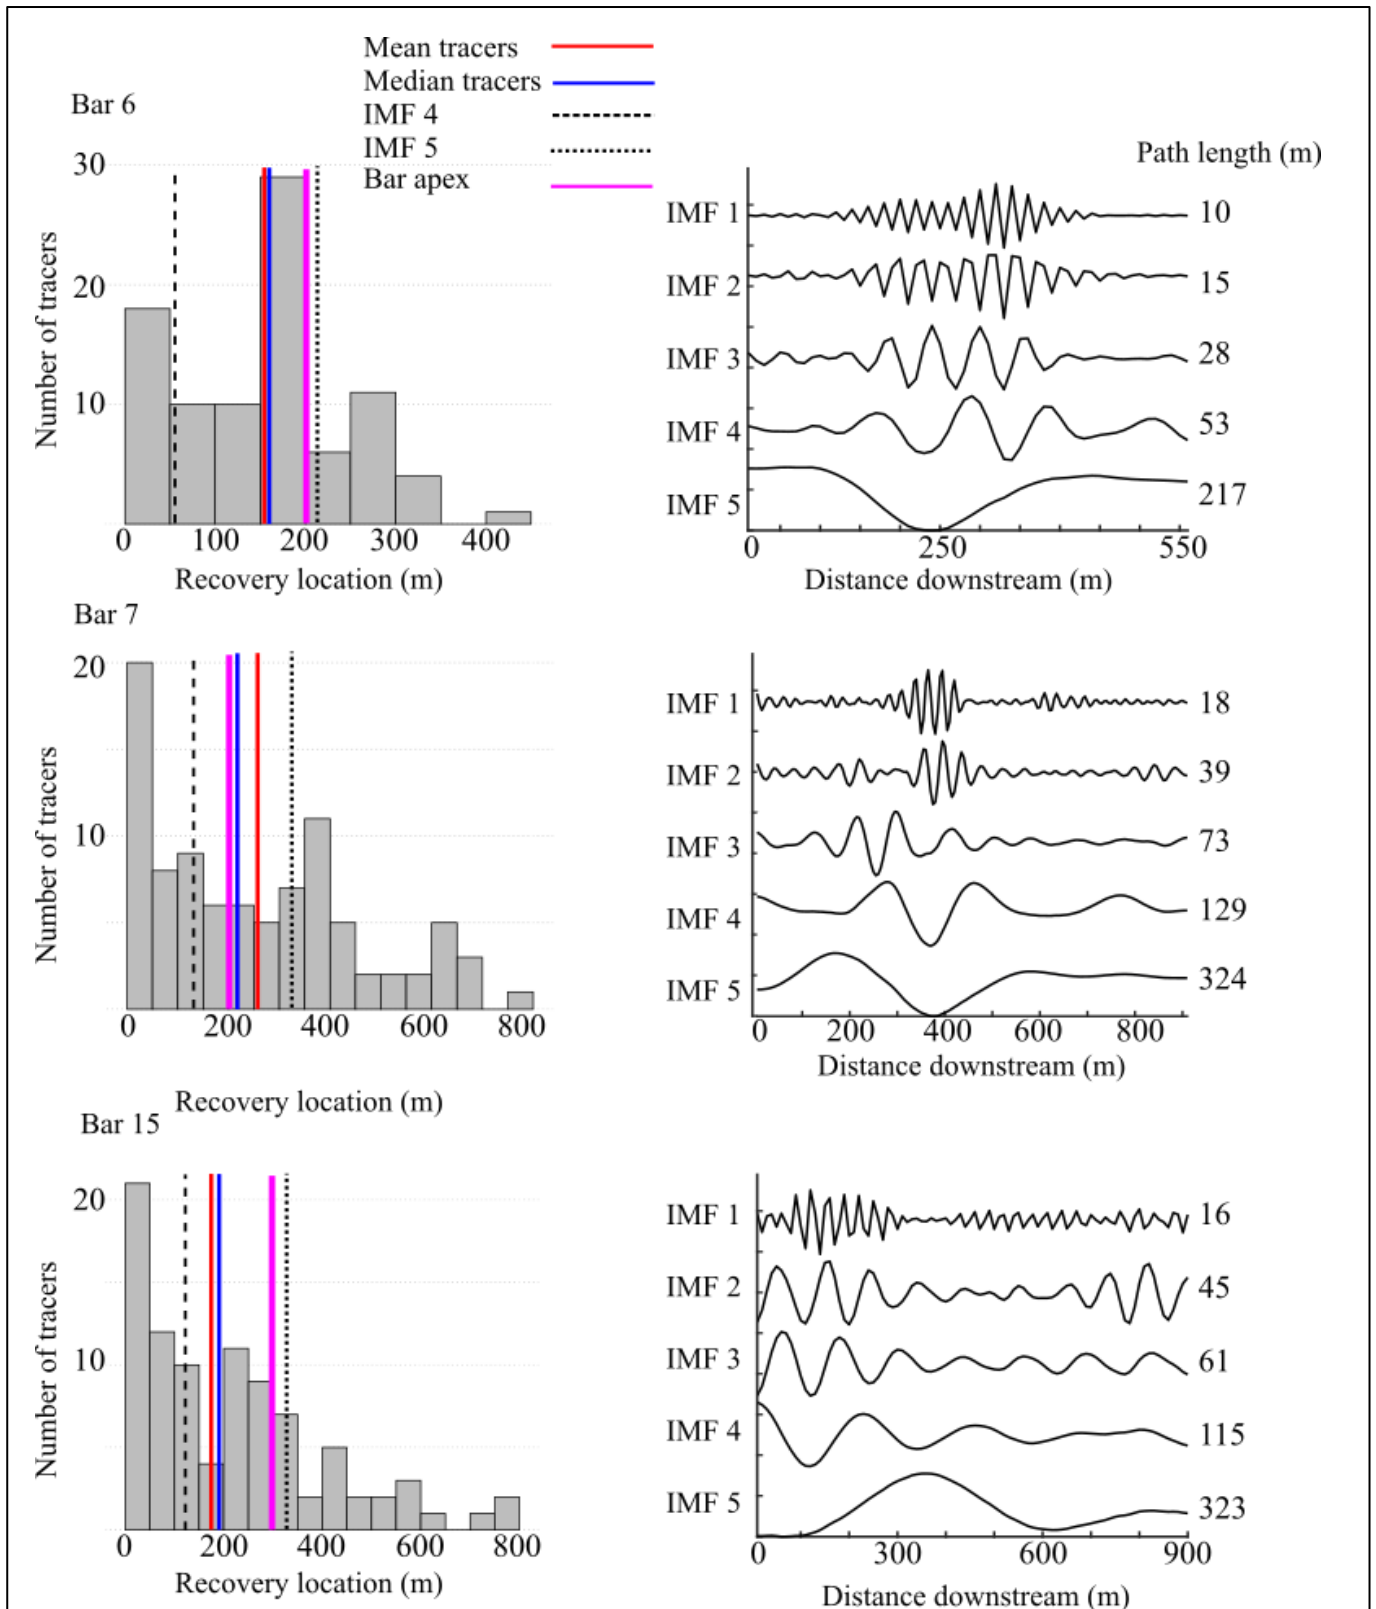 Mean tracers
Median tracers
IMF 4
IMF 5
Bar apex
Bar 6
30
20
10
Number of tracers
0 100 200 300 400
Recovery location (m)
Path length (m)
IMF 1 10
IMF 2 15
IMF 3 28
IMF 4 53
IMF 5 217
0 250 550
Distance downstream (m)
Bar 7
20
10
Number of tracers
0 200 400 600 800
Recovery location (m)
IMF 1 18
IMF 2 39
IMF 3 73
IMF 4 129
IMF 5 324
0 200 400 600 800
Distance downstream (m)
Bar 15
20
10
Number of tracers
0 200 400 600 800
Recovery location (m)
IMF 1 16
IMF 2 45
IMF 3 61
IMF 4 115
IMF 5 323
0 300 600 900
Distance downstream (m)